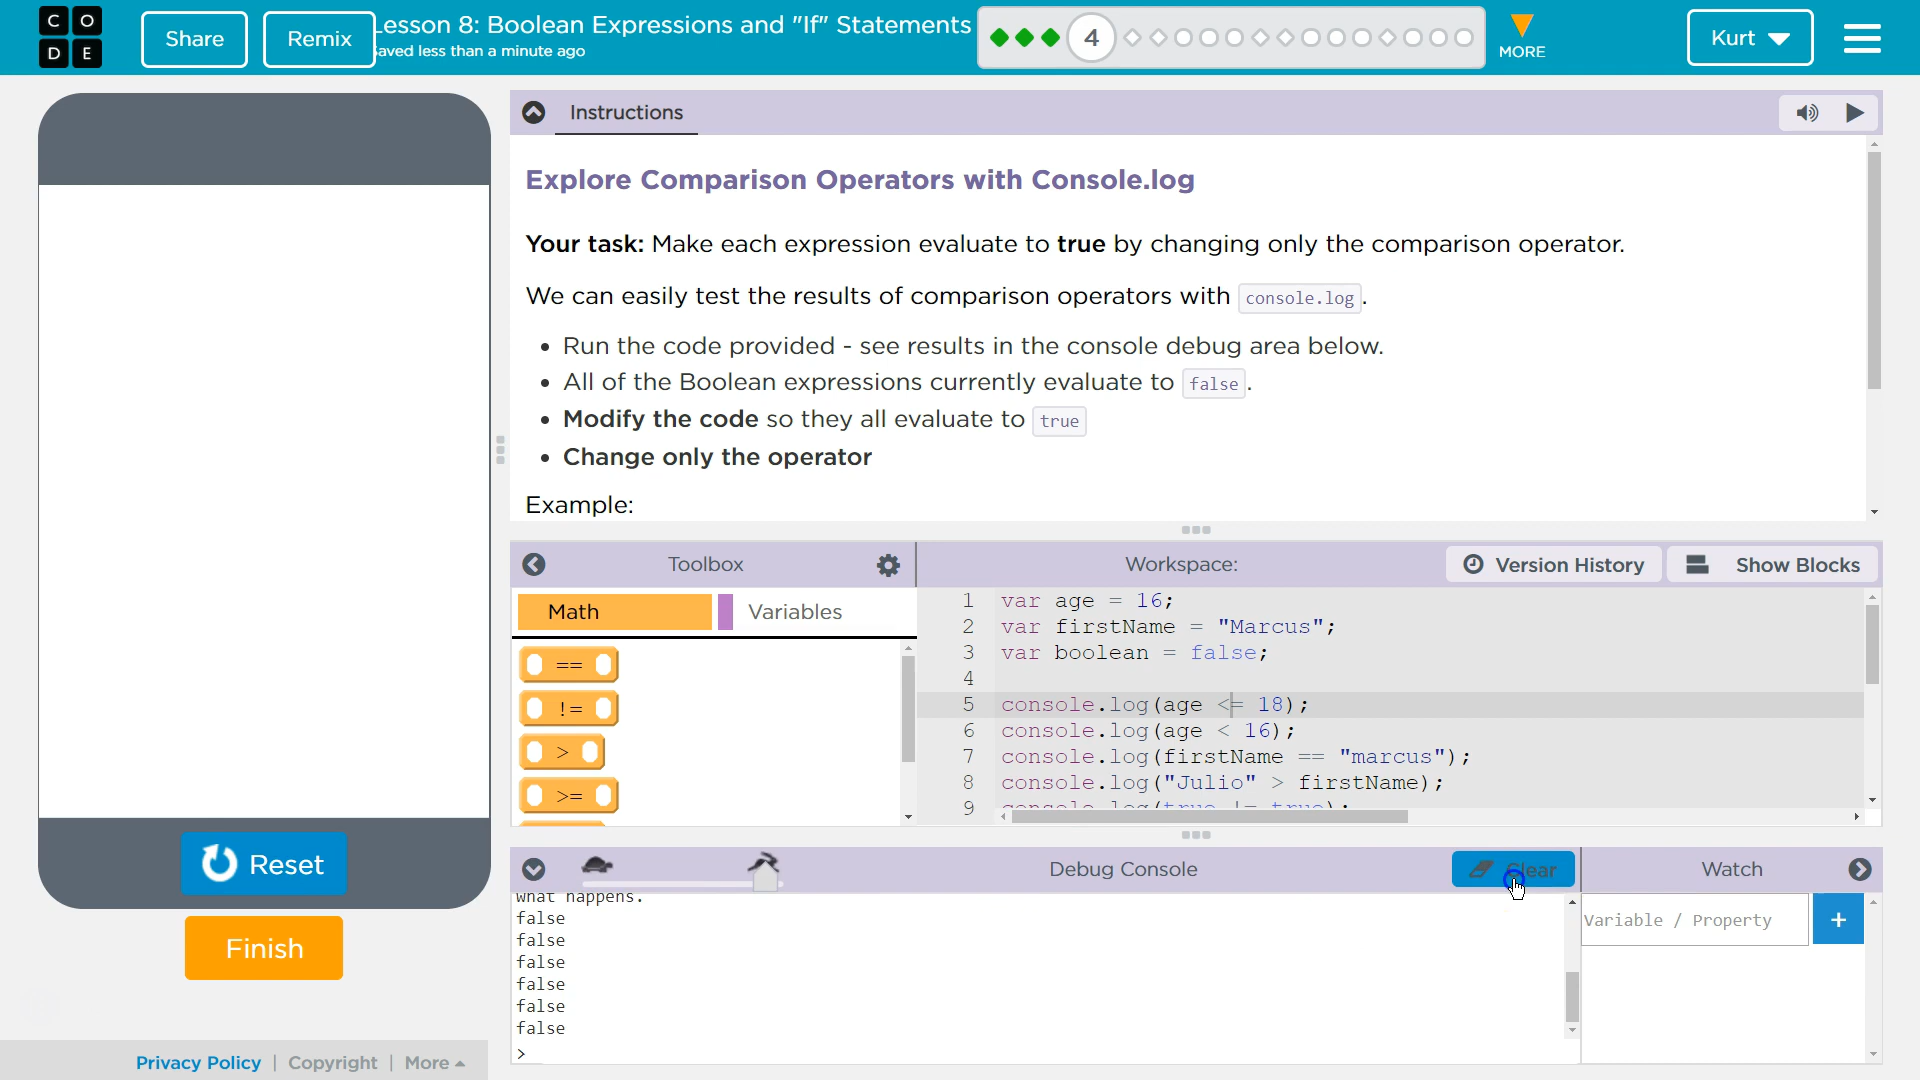 C O
D E
Share
Remix
Lesson 8: Boolean Expressions and "If" Statements
Saved less than a minute ago
4
MORE
Kurt
Instructions
Explore Comparison Operators with Console.log
Your task: Make each expression evaluate to true by changing only the comparison operator.
We can easily test the results of comparison operators with console.log.
Run the code provided - see results in the console debug area below.
All of the Boolean expressions currently evaluate to false.
Modify the code so they all evaluate to true
Change only the operator
Example:
Toolbox
Workspace:
Version History
Show Blocks
Math
Variables
==
!=
>
>=
1 var age = 16;
2 var firstName = "Marcus";
3 var boolean = false;
4
5 console.log(age <= 18);
6 console.log(age < 16);
7 console.log(firstName == "marcus");
8 console.log("Julio" > firstName);
9 console.log(true != true);
Reset
Finish
Debug Console
Clear
Watch
what happens.
false
false
false
false
false
false
>
Variable / Property
+
Privacy Policy | Copyright | More